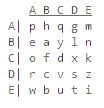 A B C D E
A| p h q g m
B| e a y l n
C| o f d x k
D| r c v s z
E| w b u t i